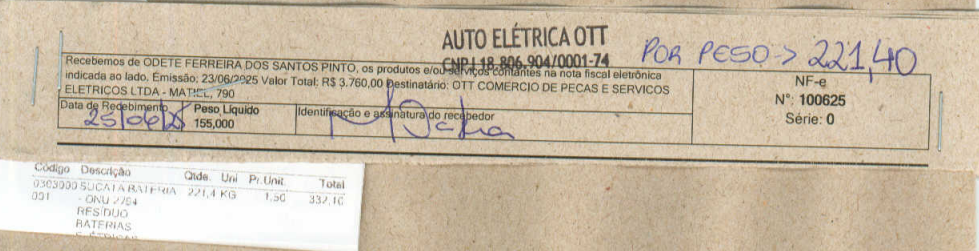 AUTO ELÉTRICA OTT
CNPJ 18.806.904/0001-74
POR PESO -> 221,40
Recebemos de ODETE FERREIRA DOS SANTOS PINTO, os produtos e/ou serviços constantes na nota fiscal eletrônica
indicada ao lado. Emissão: 23/06/2025 Valor Total: R$ 3.760,00 Destinatário: OTT COMERCIO DE PECAS E SERVICOS
ELETRICOS LTDA - 790
NF-e
N°: 100625
Série: 0
Data de Recebimento
25/06/25
Peso Líquido
155,000
Identificação e assinatura do recebedor
Código Descrição Qtde. Uni Pr.Unit. Total
0303000 SUCATA BATERIA 221,4 KG 1,50 332,10
001 - ONU 2794
RESÍDUO
BATERIAS